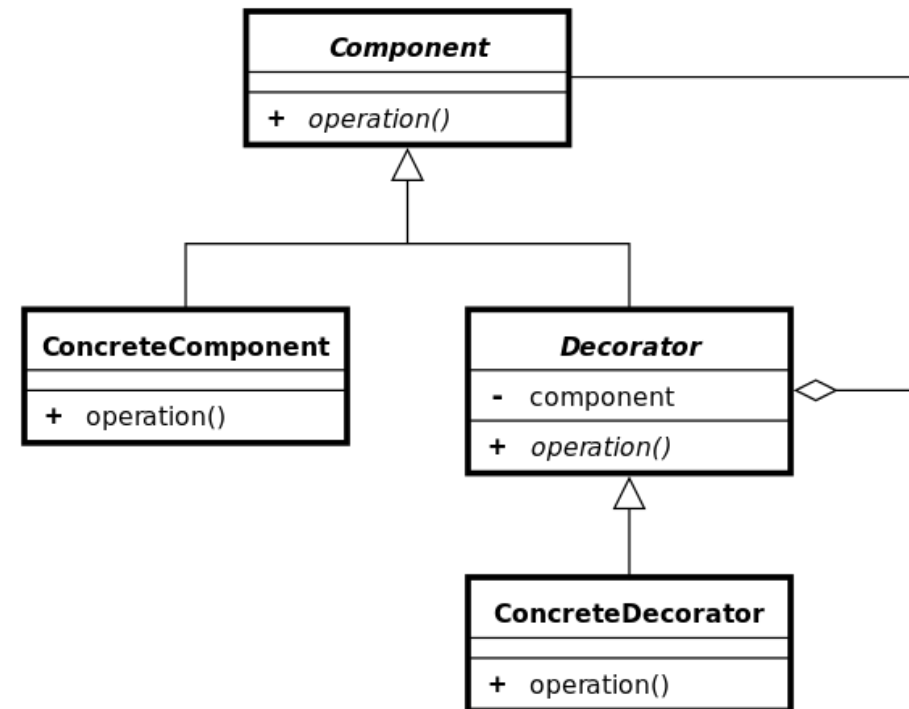 Component
+ operation()
ConcreteComponent
+ operation()
Decorator
- component
+ operation()
ConcreteDecorator
+ operation()